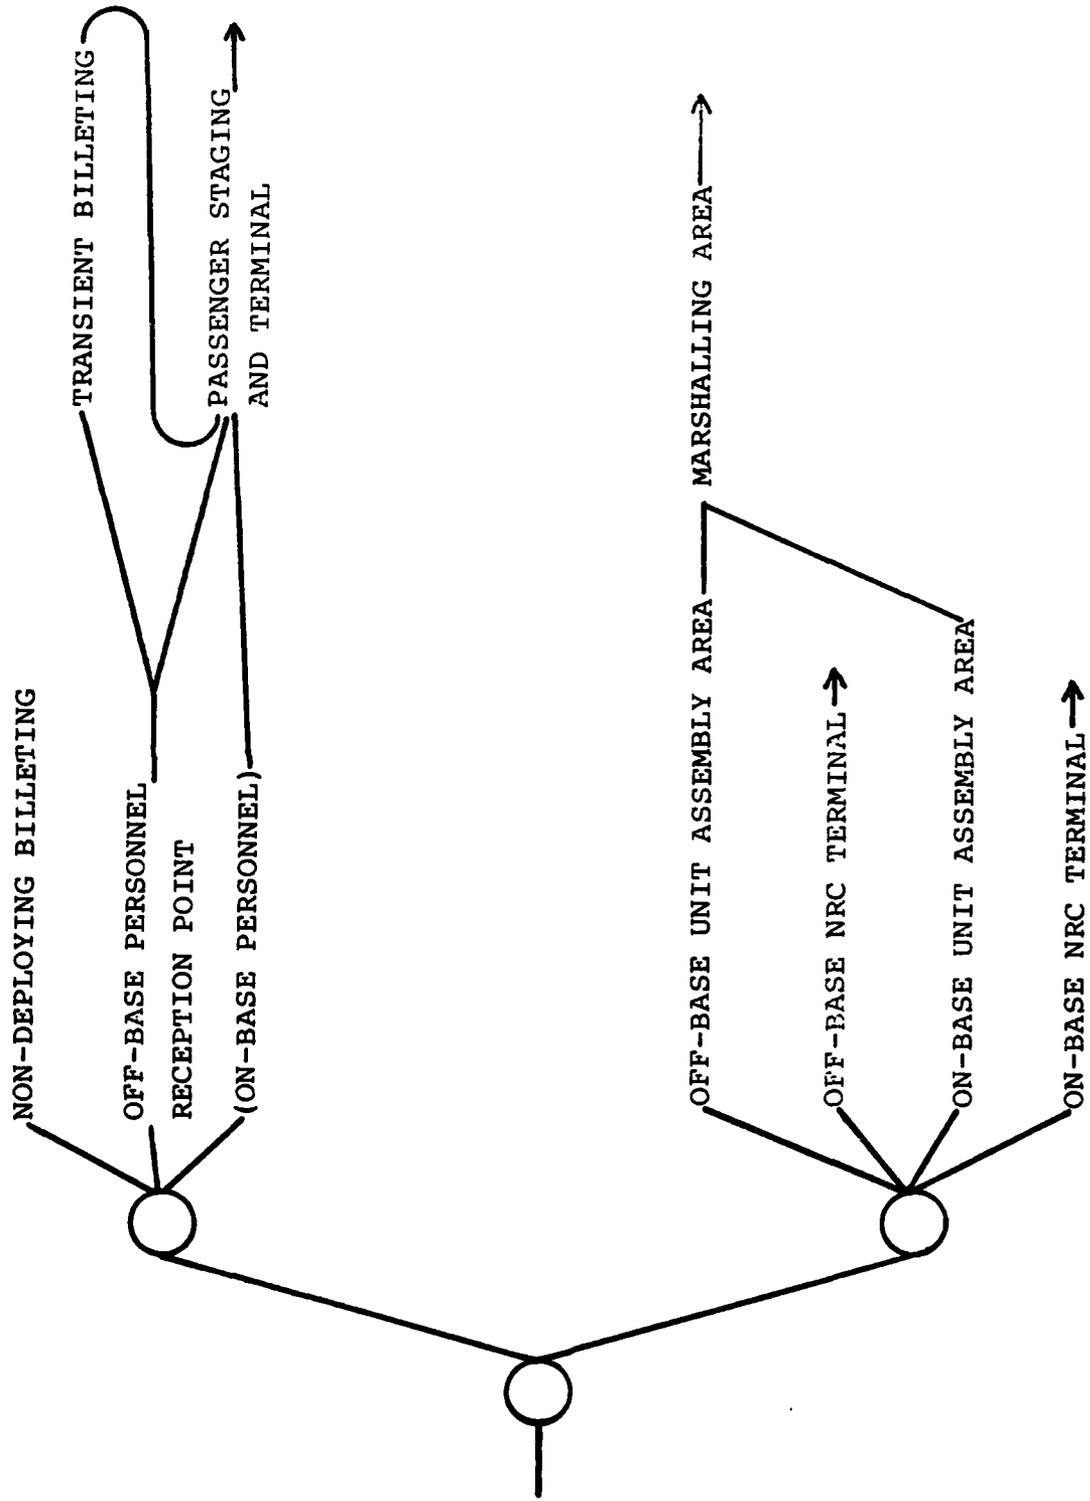 NON-DEPLOYING BILLETING
TRANSIENT BILLETING
OFF-BASE PERSONNEL
RECEPTION POINT
PASSENGER STAGING
AND TERMINAL
(ON-BASE PERSONNEL)
OFF-BASE UNIT ASSEMBLY AREA
MARSHALLING AREA
OFF-BASE NRC TERMINAL
ON-BASE UNIT ASSEMBLY AREA
ON-BASE NRC TERMINAL